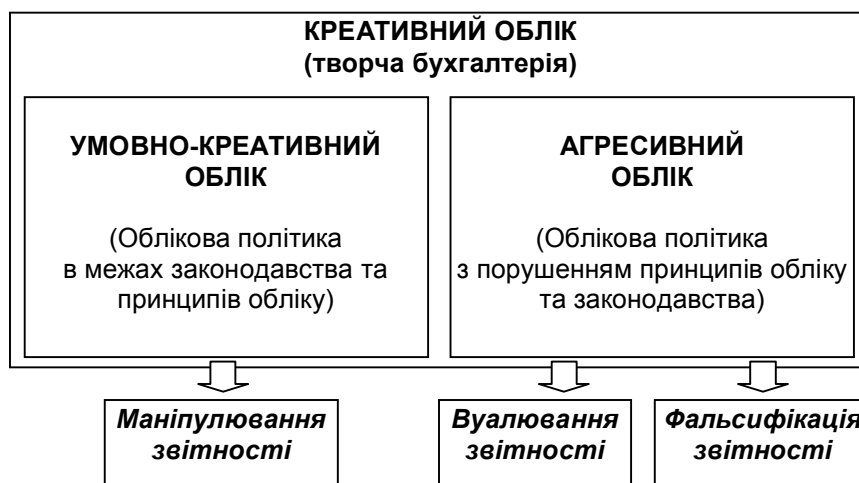 КРЕАТИВНИЙ ОБЛІК
(творча бухгалтерія)
УМОВНО-КРЕАТИВНИЙ
ОБЛІК
(Облікова політика
в межах законодавства та
принципів обліку)
АГРЕСИВНИЙ
ОБЛІК
(Облікова політика
з порушенням принципів обліку
та законодавства)
Маніпулювання
звітності
Вуалювання
звітності
Фальсифікація
звітності